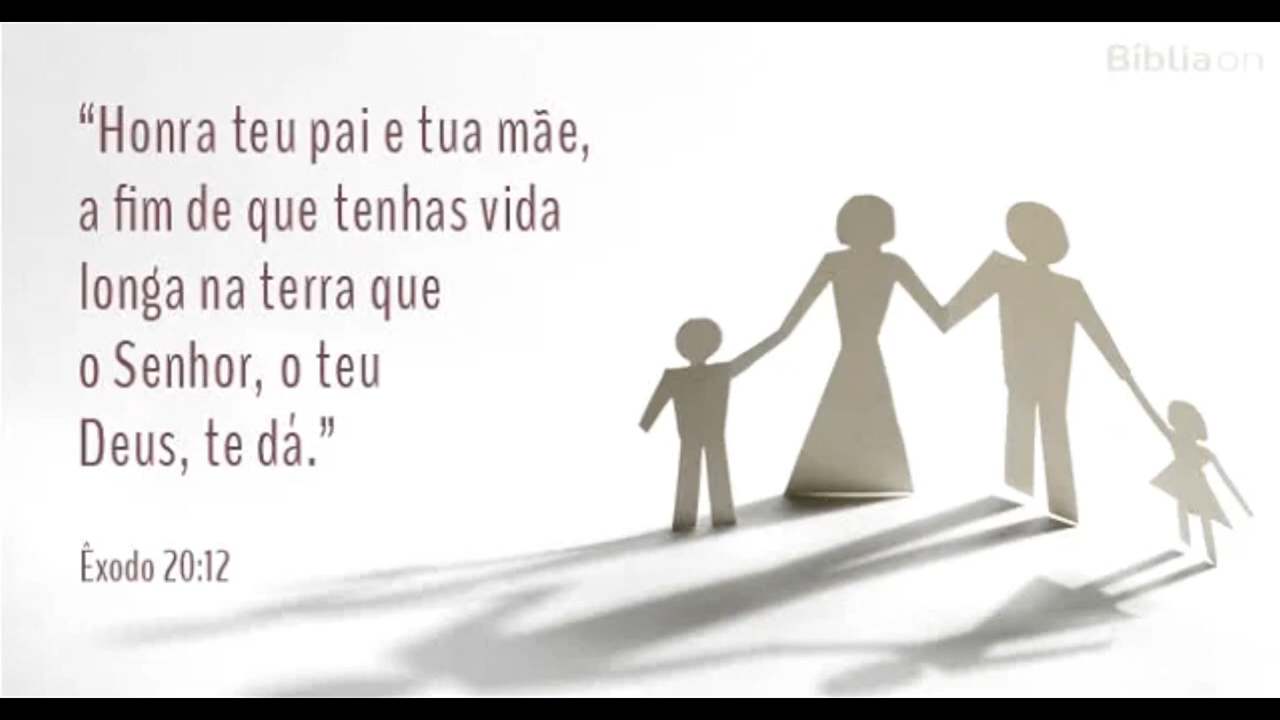 Bíbliaon
“Honra teu pai e tua mãe,
a fim de que tenhas vida
longa na terra que
o Senhor, o teu
Deus, te dá.”
Êxodo 20:12